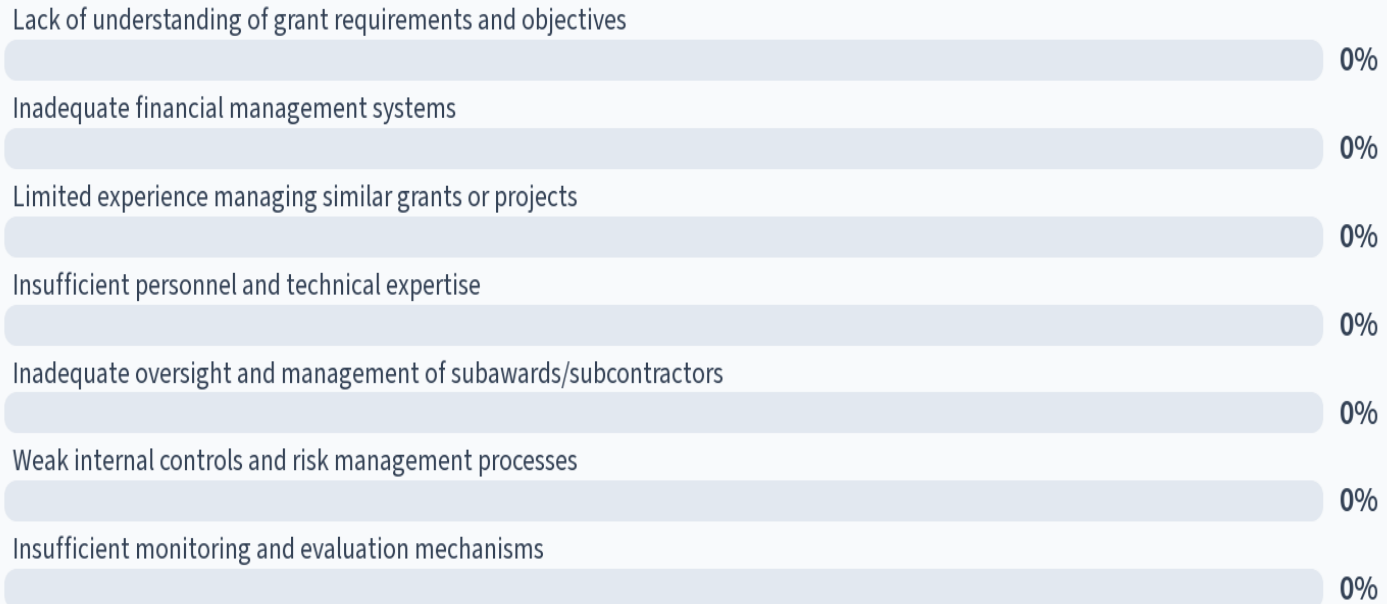 Lack of understanding of grant requirements and objectives
0%
Inadequate financial management systems
0%
Limited experience managing similar grants or projects
0%
Insufficient personnel and technical expertise
0%
Inadequate oversight and management of subawards/subcontractors
0%
Weak internal controls and risk management processes
0%
Insufficient monitoring and evaluation mechanisms
0%